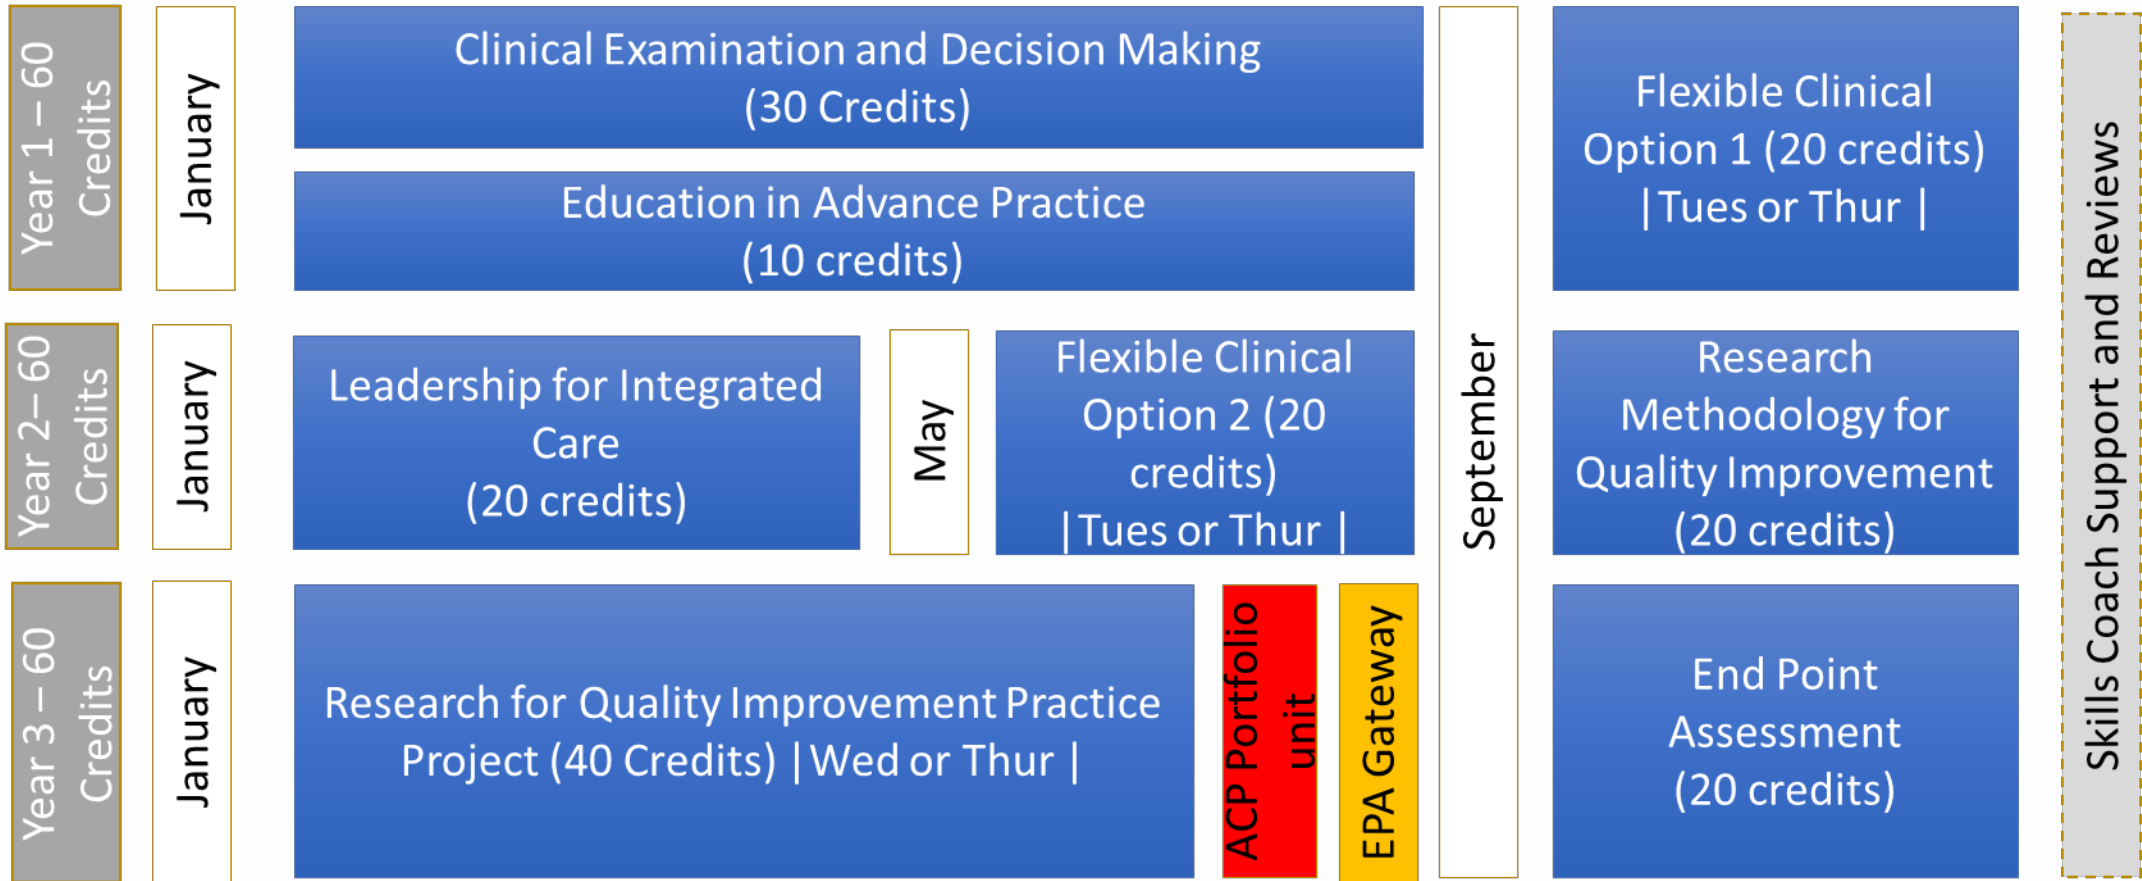 Year 1 – 60
Credits
January
Clinical Examination and Decision Making
(30 Credits)
Education in Advance Practice
(10 credits)
September
Flexible Clinical
Option 1 (20 credits)
|Tues or Thur |
Skills Coach Support and Reviews
Year 2– 60
Credits
January
Leadership for Integrated
Care
(20 credits)
May
Flexible Clinical
Option 2 (20
credits)
|Tues or Thur |
Research
Methodology for
Quality Improvement
(20 credits)
Year 3 – 60
Credits
January
Research for Quality Improvement Practice
Project (40 Credits) |Wed or Thur |
ACP Portfolio
unit
EPA Gateway
End Point
Assessment
(20 credits)